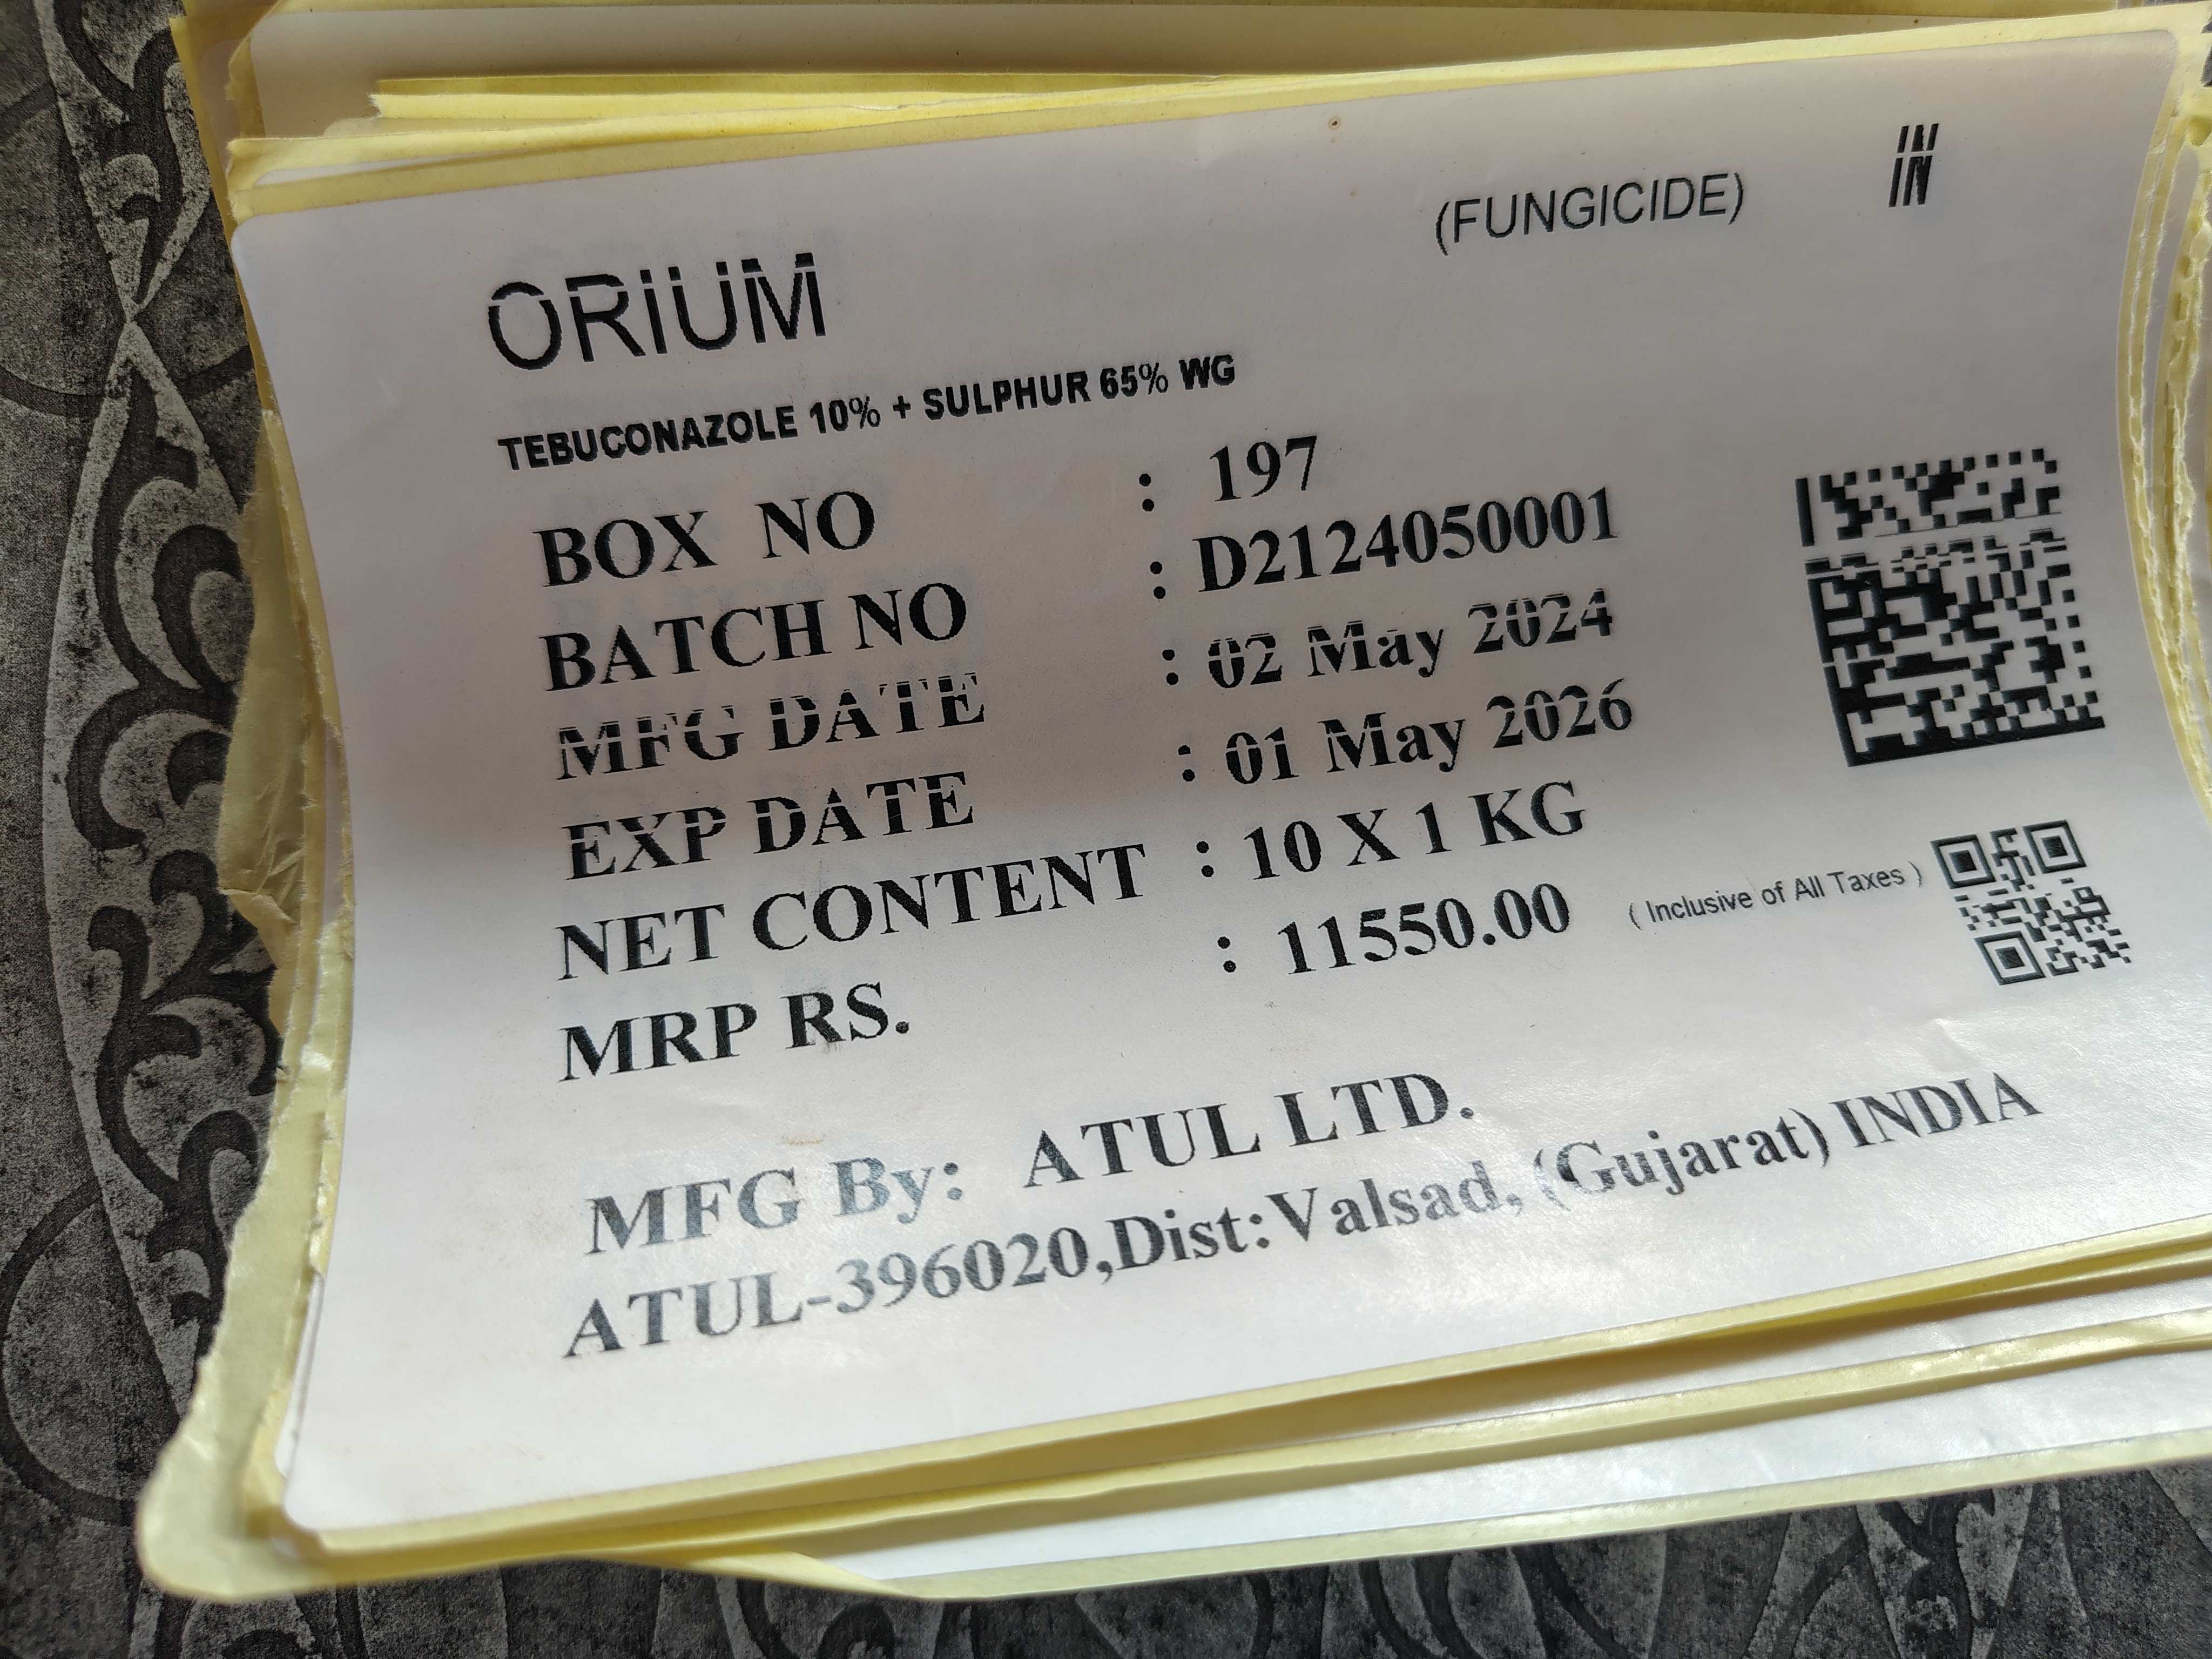 (FUNGICIDE) IN
ORIUM
TEBUCONAZOLE 10% + SULPHUR 65% WG
BOX NO : 197
BATCH NO : D2124050001
MFG DATE : 02 May 2024
EXP DATE : 01 May 2026
NET CONTENT : 10 X 1 KG
MRP RS. : 11550.00 ( Inclusive of All Taxes )
MFG By: ATUL LTD.
ATUL-396020,Dist:Valsad, (Gujarat) INDIA